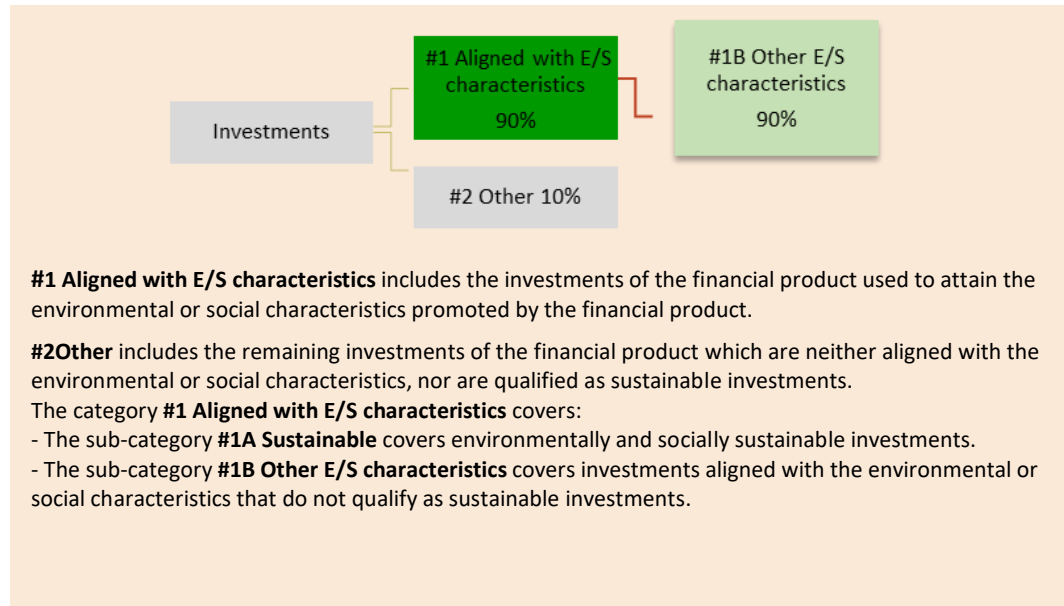 #1 Aligned with E/S
characteristics
90%
#1B Other E/S
characteristics
90%
Investments
#2 Other 10%
#1 Aligned with E/S characteristics includes the investments of the financial product used to attain the
environmental or social characteristics promoted by the financial product.
#2Other includes the remaining investments of the financial product which are neither aligned with the
environmental or social characteristics, nor are qualified as sustainable investments.
The category #1 Aligned with E/S characteristics covers:
- The sub-category #1A Sustainable covers environmentally and socially sustainable investments.
- The sub-category #1B Other E/S characteristics covers investments aligned with the environmental or
social characteristics that do not qualify as sustainable investments.